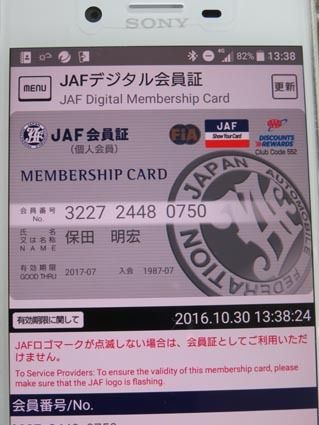 SONY
4G 82% 13:38
MENU
JAFデジタル会員証
JAF Digital Membership Card
更新
JAF会員証
(個人会員)
FiA
JAF
Show Your Card
AAA
DISCOUNTS
& REWARDS
Club Code 552
MEMBERSHIP CARD
会員番号
No.
3227 2448 0750
氏名
又は名称
NAME
保田 明宏
有効期限
GOOD THRU
2017-07
入会
1987-07
JAPAN AUTOMOBILE FEDERATION
有効期限に関して
2016.10.30 13:38:24
JAFロゴマークが点滅しない場合は、会員証としてご利用いただ
けません。
To Service Providers: To ensure the validity of this membership card, please
make sure that the JAF logo is flashing.
会員番号/No.
3227 2448 0750